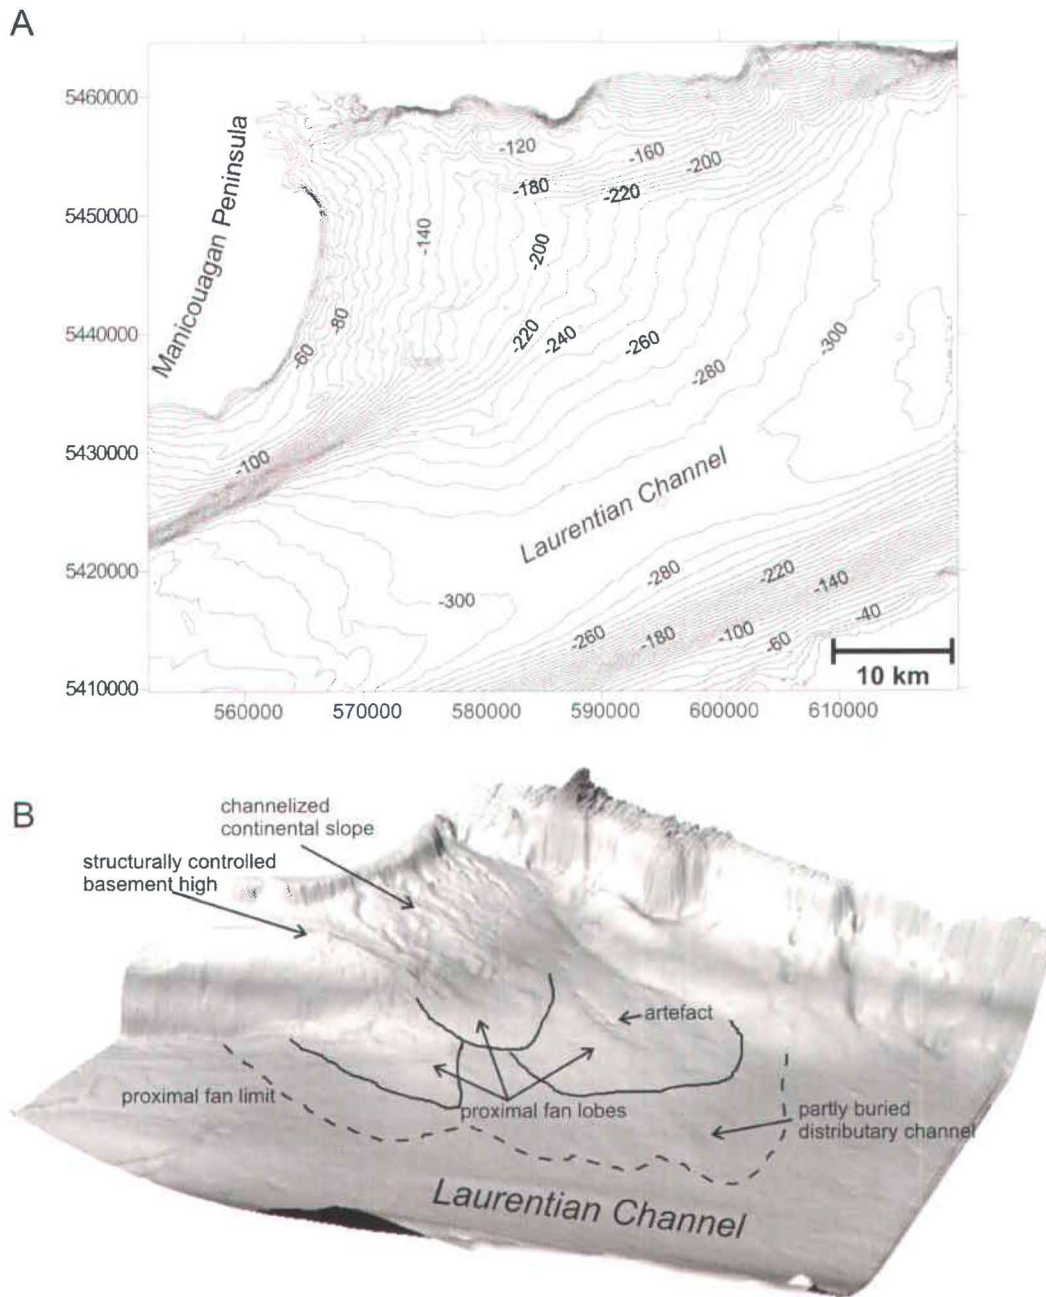 A
5460000
5450000
5440000
5430000
5420000
5410000
Manicouagan Peninsula
-120
-160
-200
-180
-220
-140
-200
-80
-60
-220
-240
-260
-280
-300
-100
Laurentian Channel
-300
-280
-220
-140
-40
-260
-180
-100
-60
10 km
560000
570000
580000
590000
600000
610000
B
channelized
continental slope
structurally controlled
basement high
artefact
proximal fan limit
proximal fan lobes
partly buried
distributary channel
Laurentian Channel